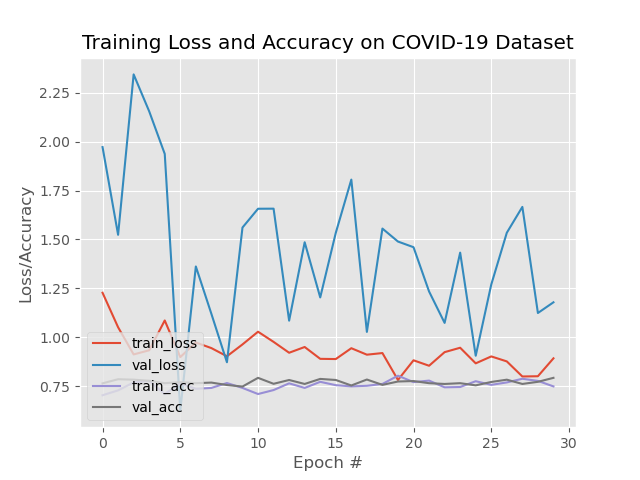 Training Loss and Accuracy on COVID-19 Dataset
Loss/Accuracy
2.25
2.00
1.75
1.50
1.25
1.00
0.75
train_loss
val_loss
train_acc
val_acc
0 5 10 15 20 25 30
Epoch #